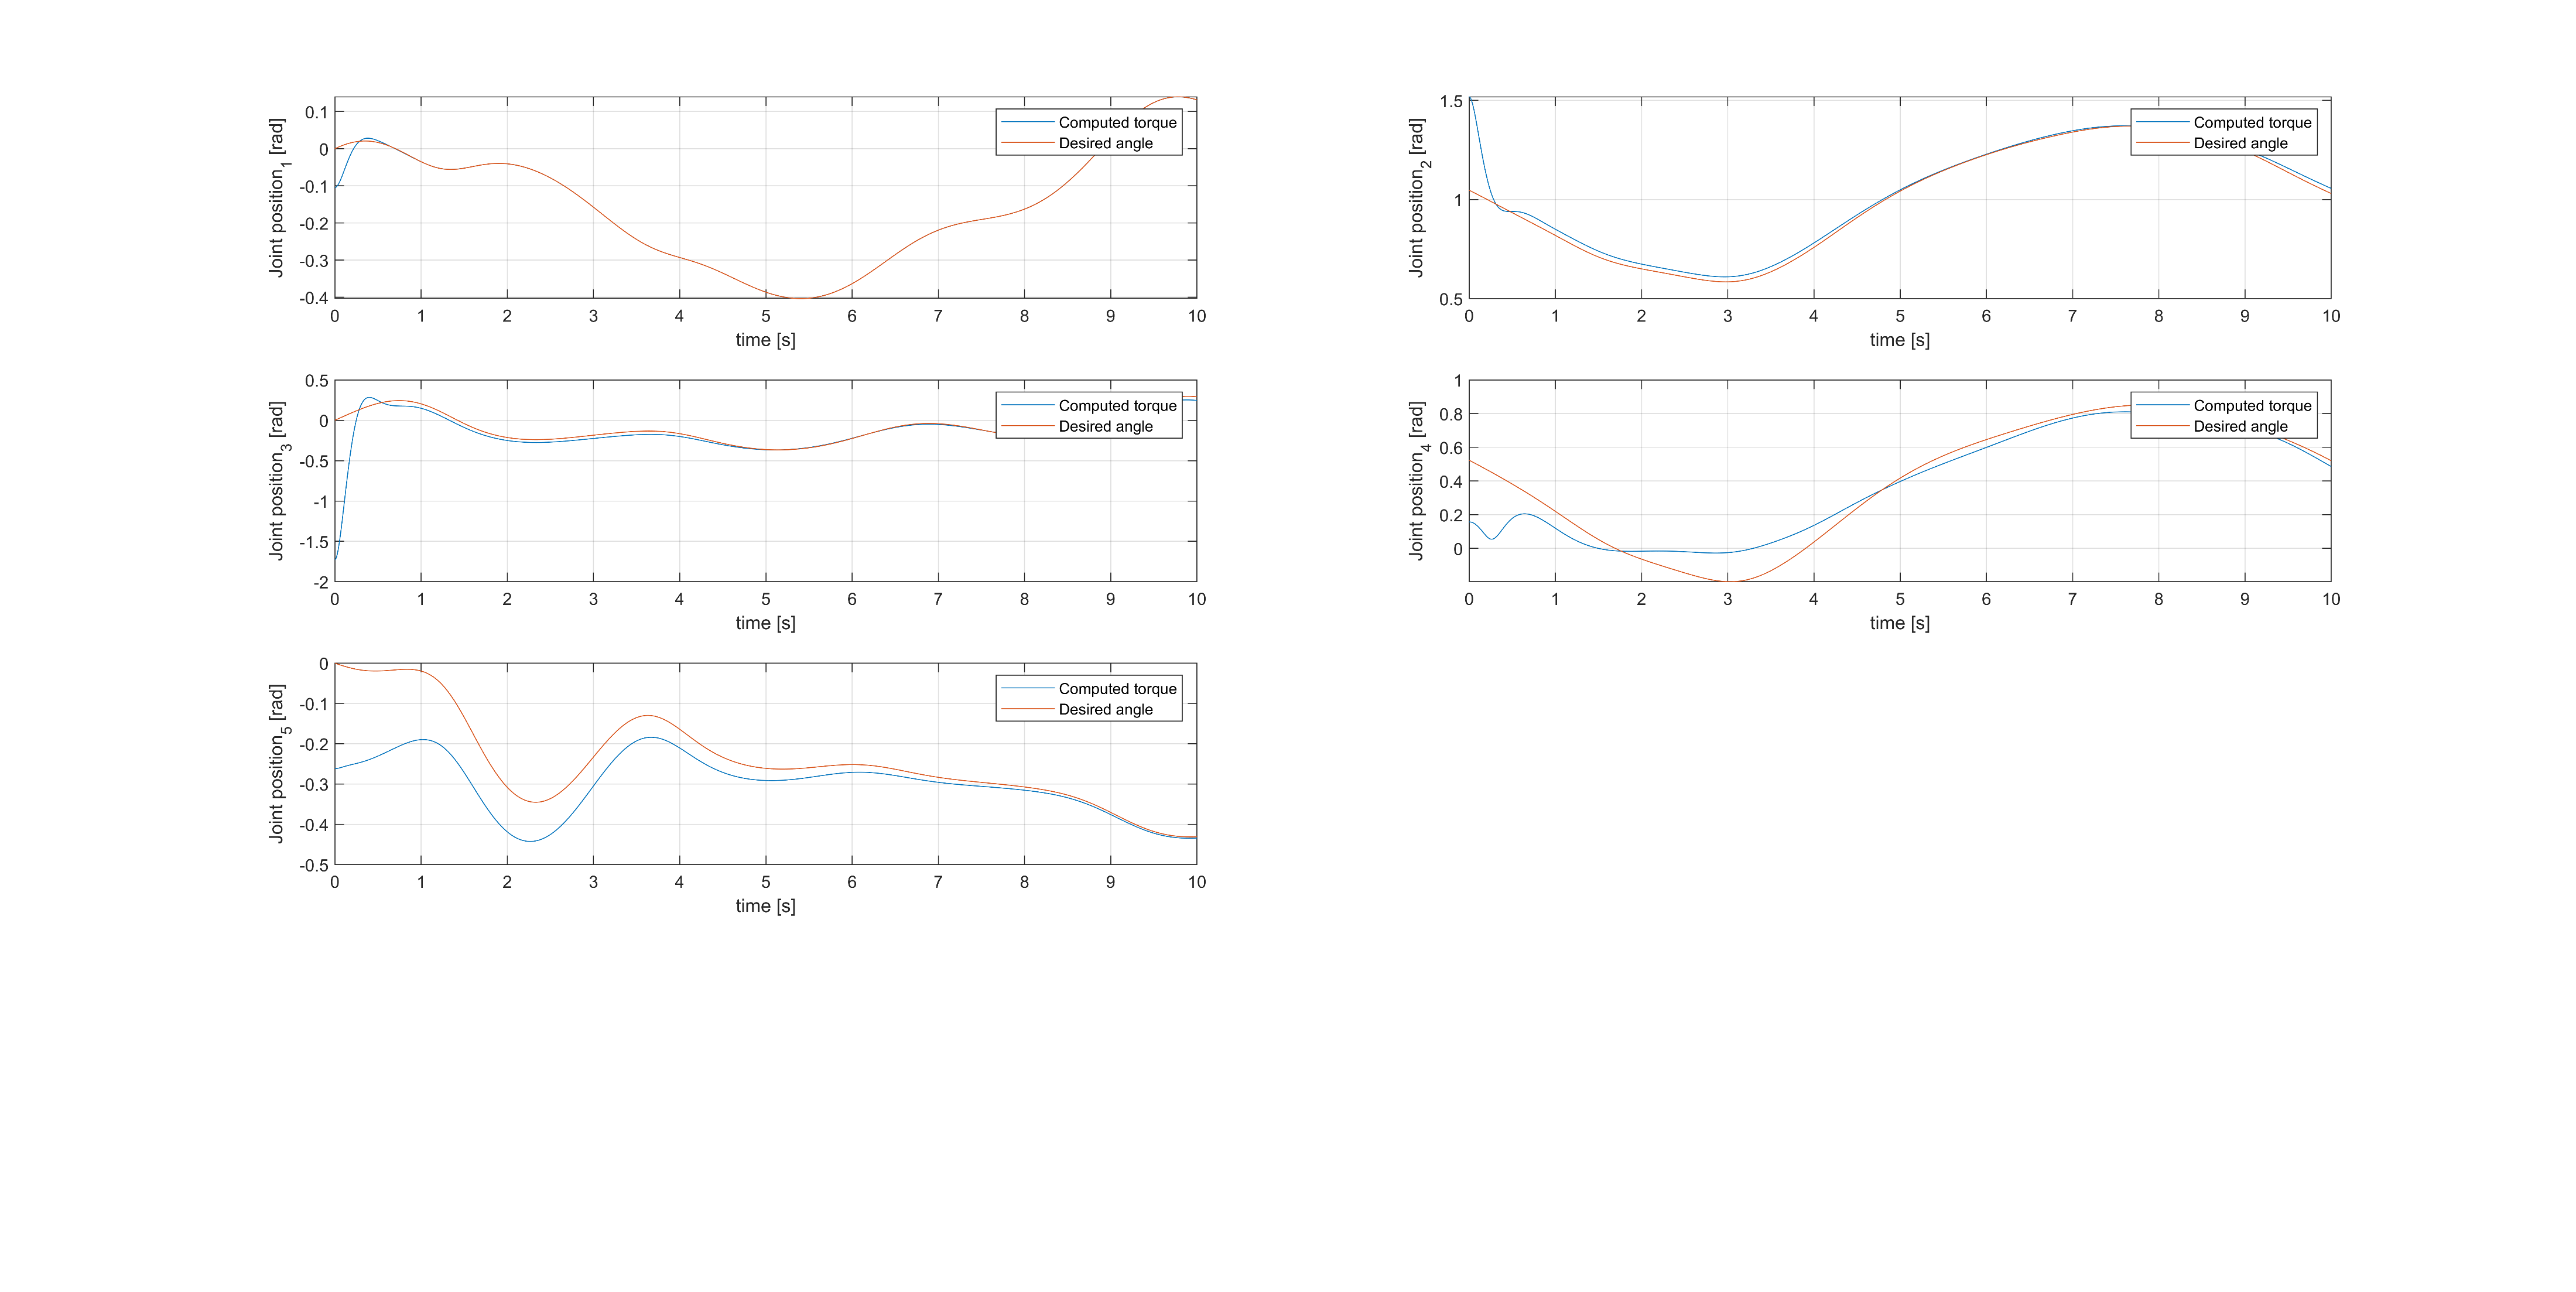 0.1
0
-0.1
-0.2
-0.3
-0.4
Joint position1 [rad]
Computed torque
Desired angle
0 1 2 3 4 5 6 7 8 9 10
time [s]
1.5
1
0.5
Joint position2 [rad]
Computed torque
Desired angle
0 1 2 3 4 5 6 7 8 9 10
time [s]
0.5
0
-0.5
-1
-1.5
-2
Joint position3 [rad]
Computed torque
Desired angle
0 1 2 3 4 5 6 7 8 9 10
time [s]
1
0.8
0.6
0.4
0.2
0
Joint position4 [rad]
Computed torque
Desired angle
0 1 2 3 4 5 6 7 8 9 10
time [s]
0
-0.1
-0.2
-0.3
-0.4
-0.5
Joint position5 [rad]
Computed torque
Desired angle
0 1 2 3 4 5 6 7 8 9 10
time [s]